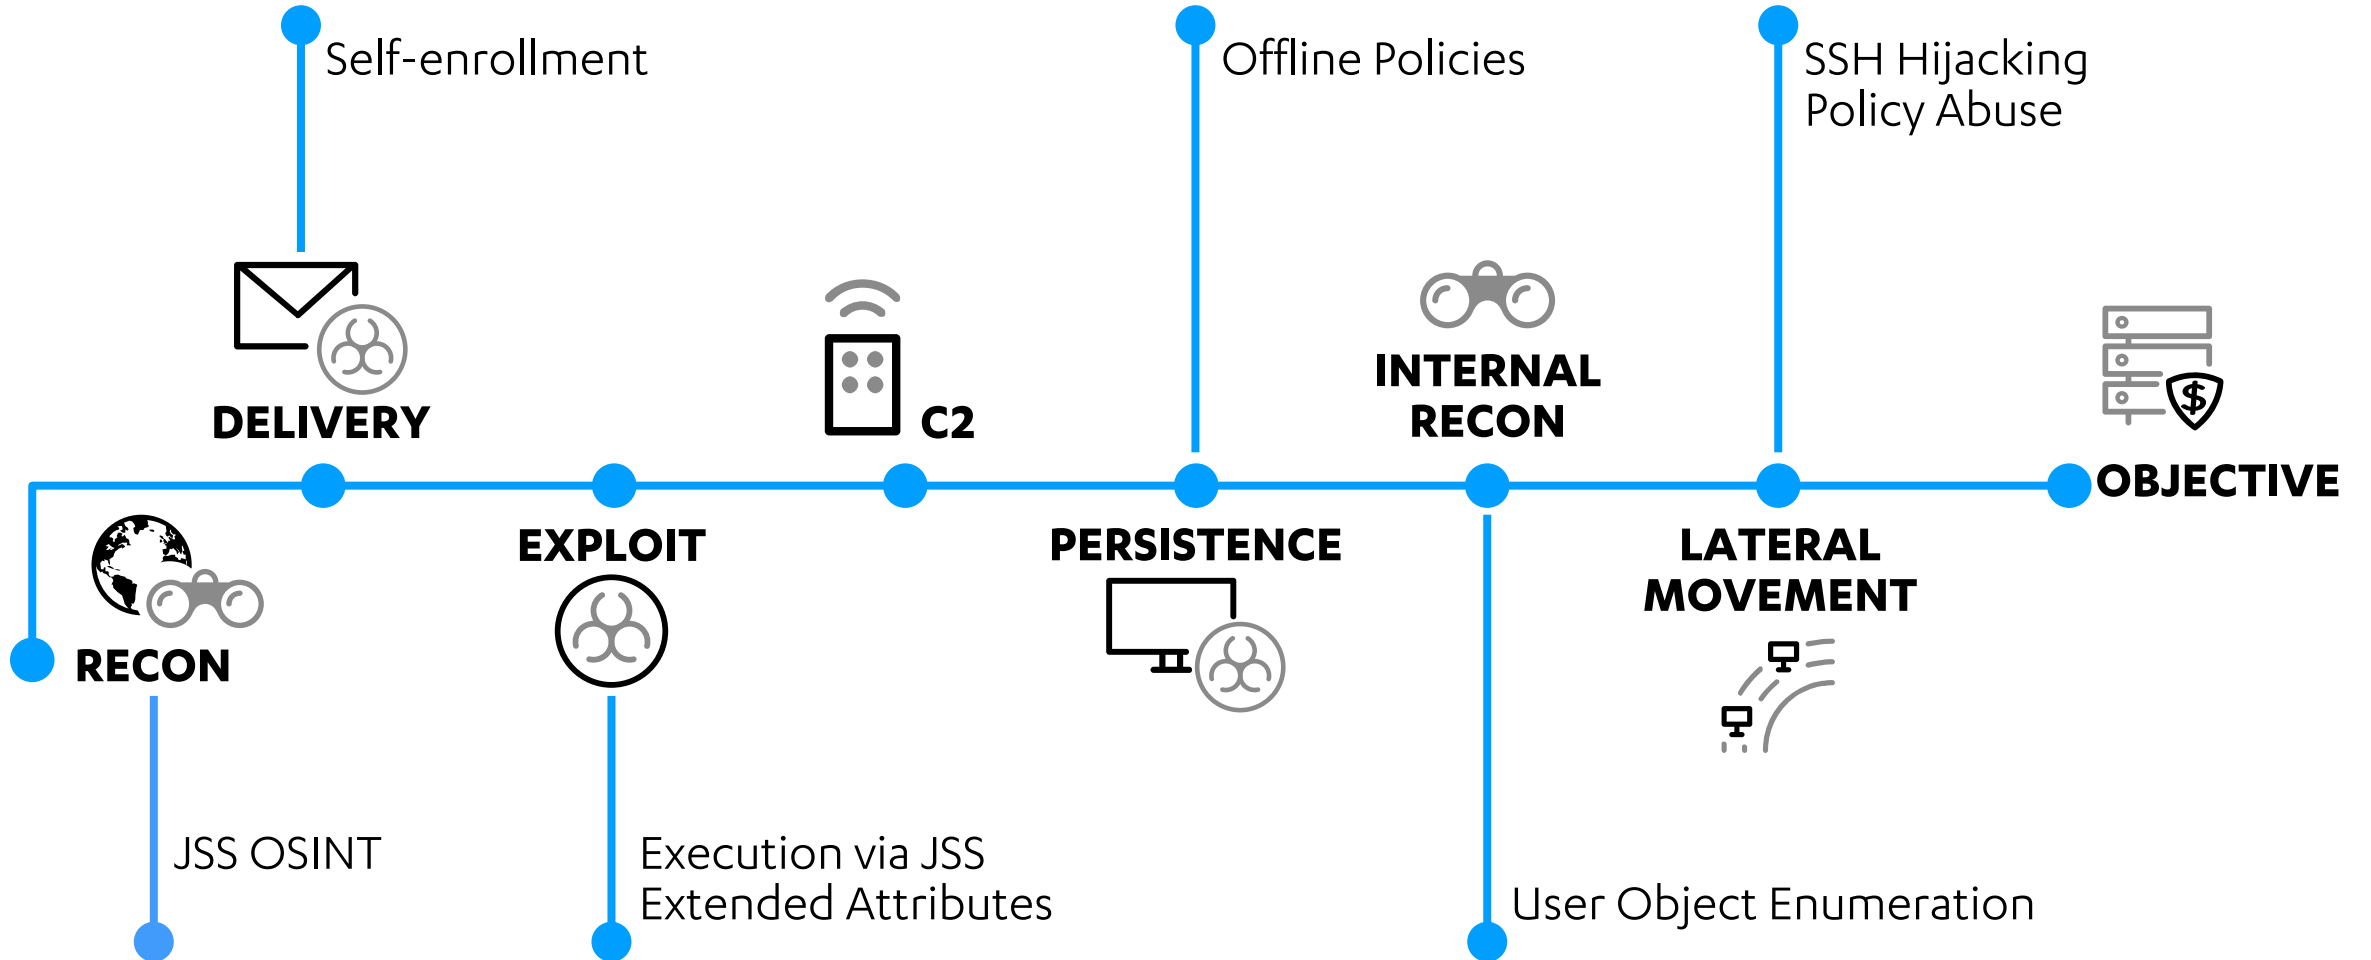 Self-enrollment
Offline Policies
SSH Hijacking
Policy Abuse
DELIVERY
C2
INTERNAL
RECON
OBJECTIVE
RECON
EXPLOIT
PERSISTENCE
LATERAL
MOVEMENT
JSS OSINT
Execution via JSS
Extended Attributes
User Object Enumeration